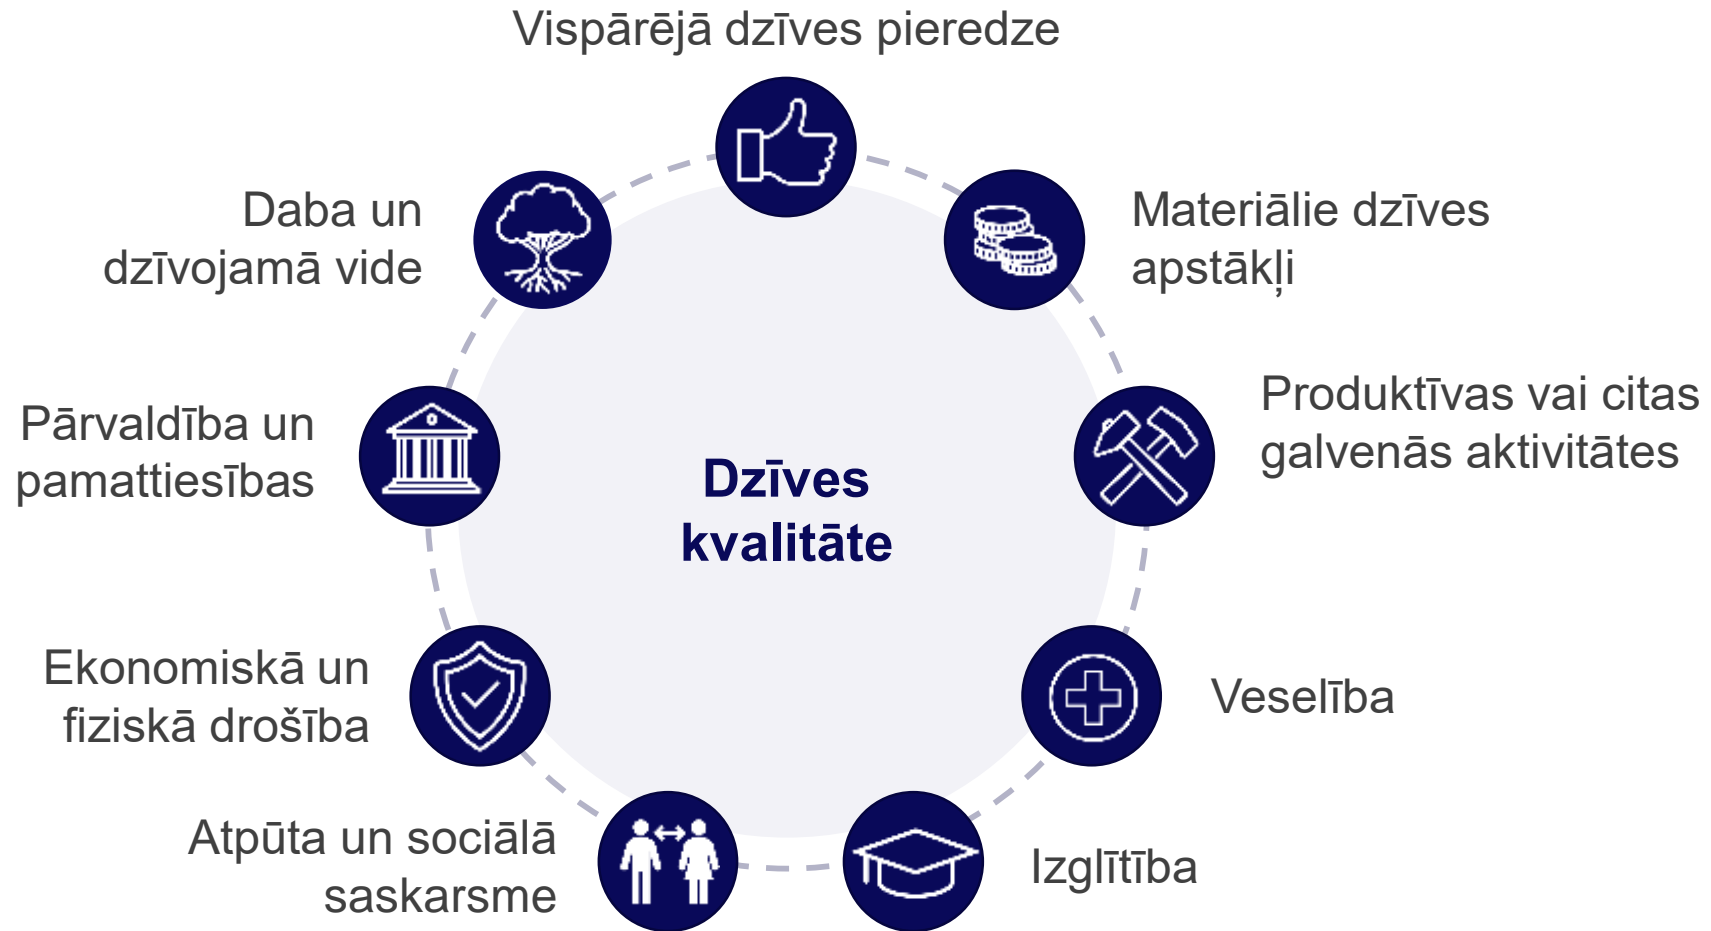 Vispārējā dzīves pieredze
Daba un
dzīvojamā vide
Materiālie dzīves
apstākļi
Pārvaldība un
pamattiesības
Produktīvas vai citas
galvenās aktivitātes
Dzīves
kvalitāte
Ekonomiskā un
fiziskā drošība
Veselība
Atpūta un sociālā
saskarsme
Izglītība